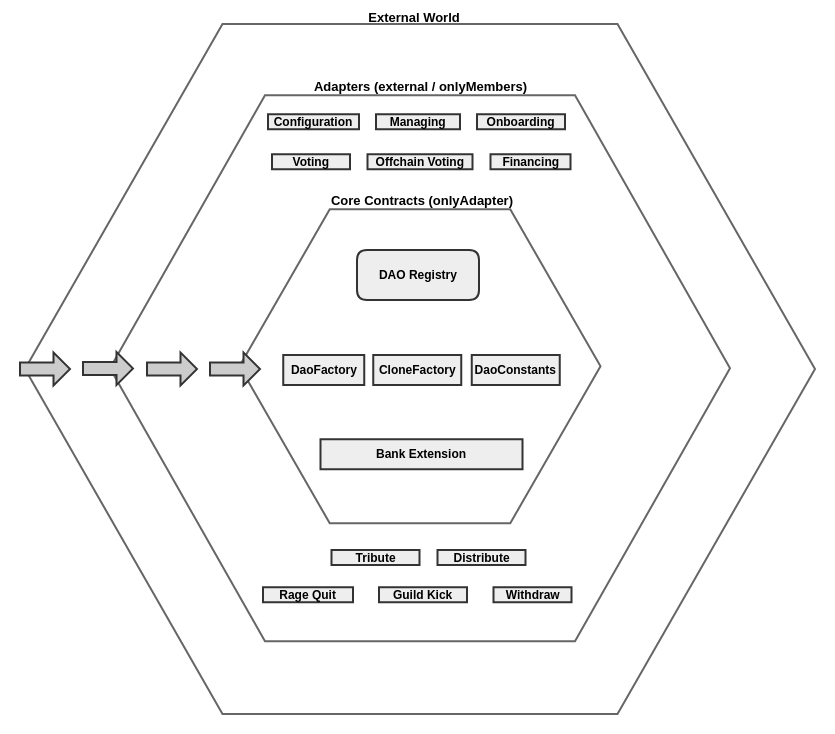 External World
Adapters (external / onlyMembers)
Configuration
Managing
Onboarding
Voting
Offchain Voting
Financing
Core Contracts (onlyAdapter)
DAO Registry
DaoFactory
CloneFactory
DaoConstants
Bank Extension
Tribute
Distribute
Rage Quit
Guild Kick
Withdraw